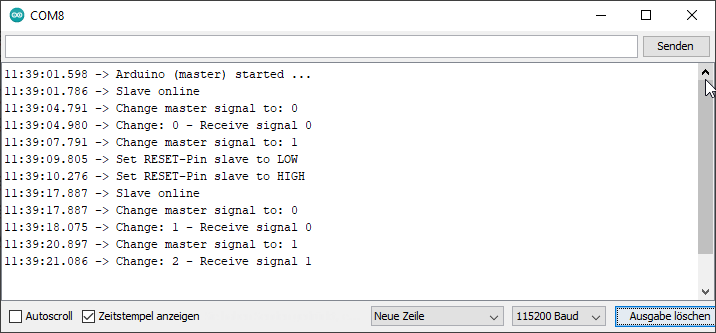 COM8
Senden
11:39:01.598 -> Arduino (master) started ...
11:39:01.786 -> Slave online
11:39:04.791 -> Change master signal to: 0
11:39:04.980 -> Change: 0 - Receive signal 0
11:39:07.791 -> Change master signal to: 1
11:39:09.805 -> Set RESET-Pin slave to LOW
11:39:10.276 -> Set RESET-Pin slave to HIGH
11:39:17.887 -> Slave online
11:39:17.887 -> Change master signal to: 0
11:39:18.075 -> Change: 1 - Receive signal 0
11:39:20.897 -> Change master signal to: 1
11:39:21.086 -> Change: 2 - Receive signal 1
Autoscroll Zeitstempel anzeigen Neue Zeile 115200 Baud Ausgabe löschen